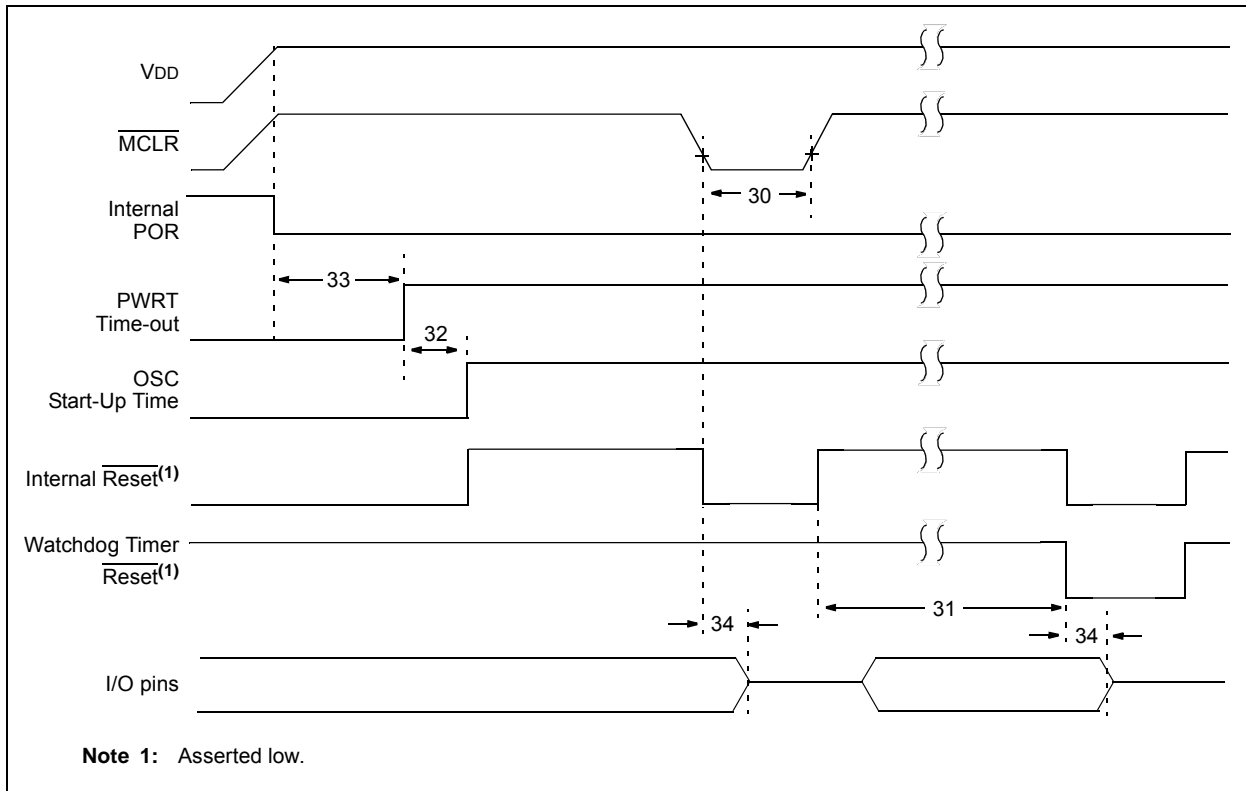 VDD
MCLR
30
Internal
POR
33
PWRT
Time-out
32
OSC
Start-Up Time
Internal Reset(1)
Watchdog Timer
Reset(1)
31
34
34
I/O pins
Note 1: Asserted low.